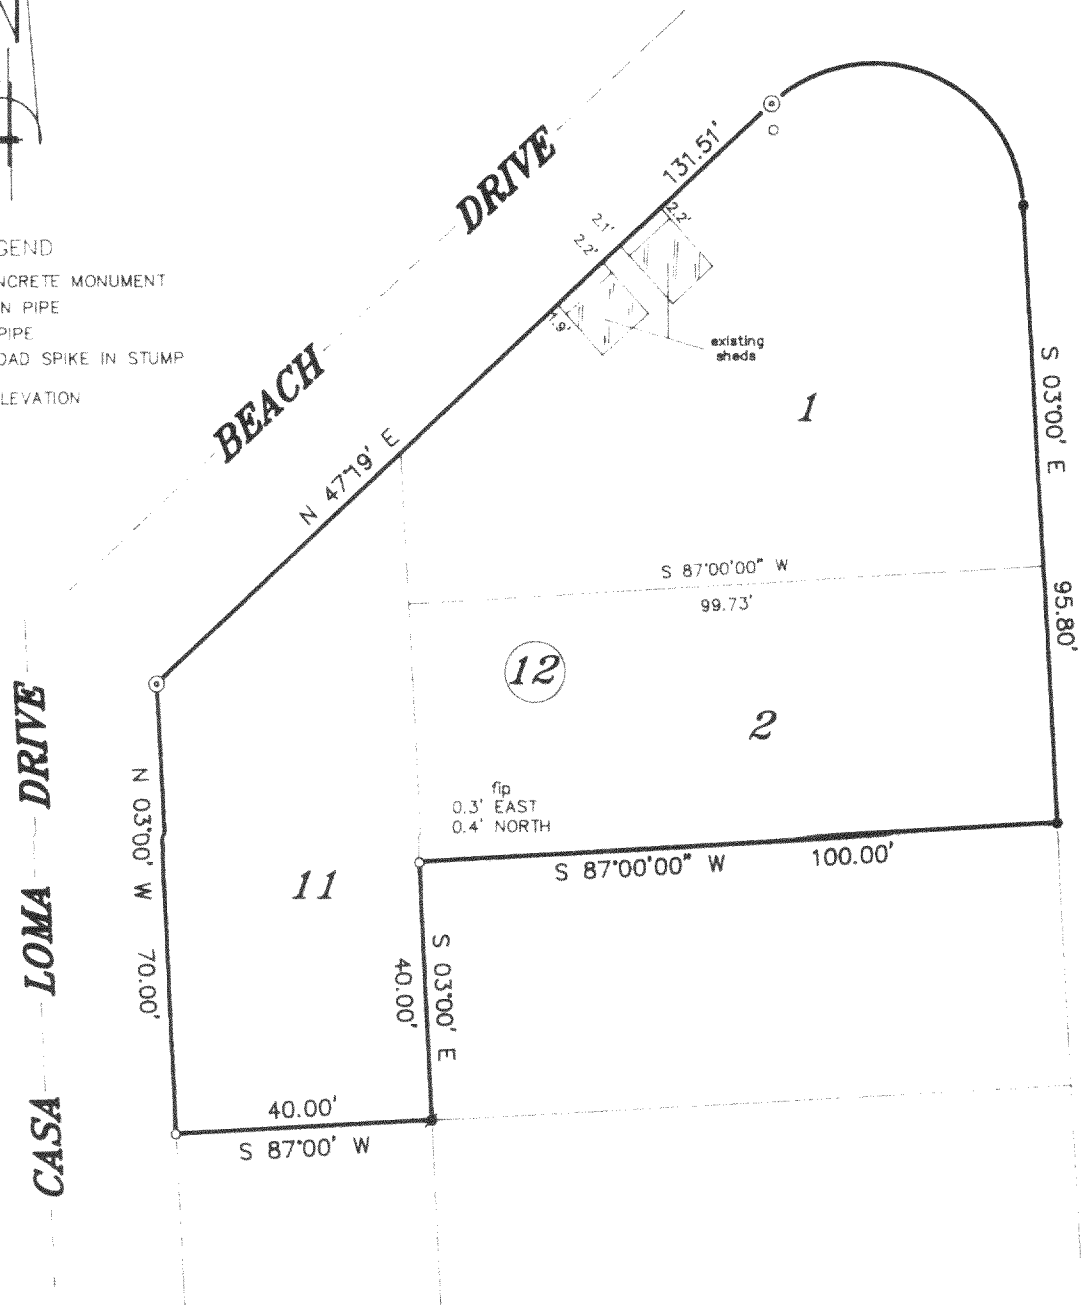 N
GEND
NCRETE MONUMENT
N PIPE
PIPE
OAD SPIKE IN STUMP
LEVATION
BEACH DRIVE
131.51'
2.2'
2.1'
2.2'
1.9'
existing
sheds
N 47°19' E
1
S 03°00' E
95.80'
S 87°00'00" W
99.73'
12
2
fip
0.3' EAST
0.4' NORTH
S 87°00'00" W 100.00'
N 03°00' W 70.00'
11
S 03°00' E
40.00'
40.00'
S 87°00' W
CASA LOMA DRIVE